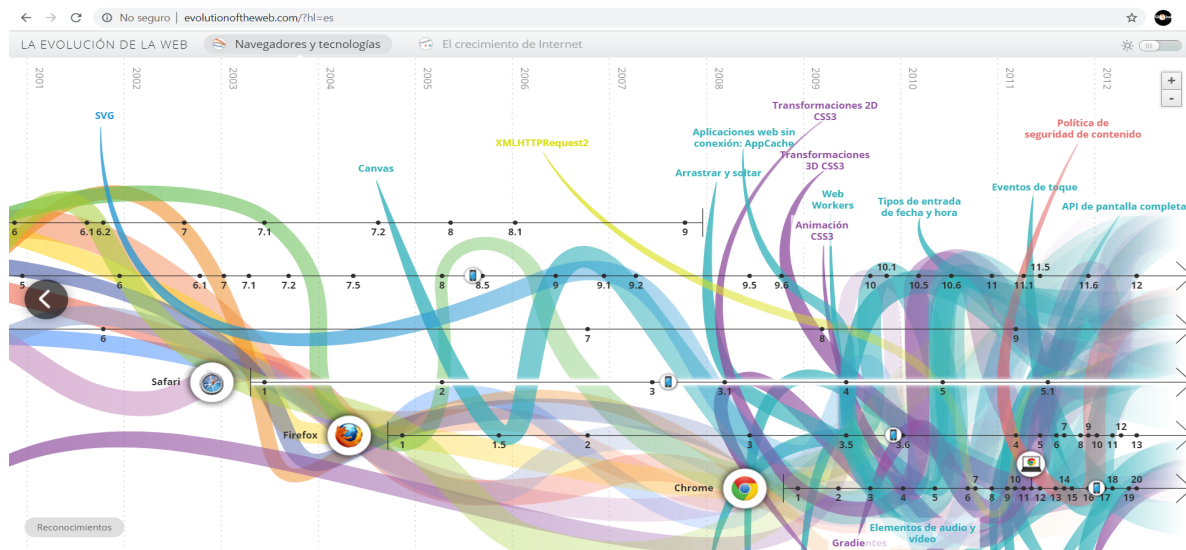 No seguro | evolutionoftheweb.com/?hl=es
LA EVOLUCIÓN DE LA WEB Navegadores y tecnologías El crecimiento de Internet
2001 2002 2003 2004 2005 2006 2007 2008 2009 2010 2011 2012
+
-
SVG
Canvas
XMLHTTPRequest2
Transformaciones 2D
CSS3
Aplicaciones web sin
conexión: AppCache
Transformaciones
3D CSS3
Arrastrar y soltar
Web
Workers
Animación
CSS3
Tipos de entrada
de fecha y hora
Política de
seguridad de contenido
Eventos de toque
API de pantalla completa
6 6.1 6.2 7 7.1 7.2 8 8.1 9
10.1 11.5
5 6 6.1 7 7.1 7.2 7.5 8 8.5 9 9.1 9.2 9.5 9.6 10 10.5 10.6 11 11.1 11.6 12
6 7 8 9
Safari 1 2 3 3.1 4 5 5.1
7 9 12
Firefox 1 1.5 2 3 3.5 3.6 4 5 6 8 10 11 13
7 10 14 18 20
Chrome 1 2 3 4 5 6 8 9 11 12 13 15 16 17 19
Elementos de audio y
vídeo
Gradientes
Reconocimientos